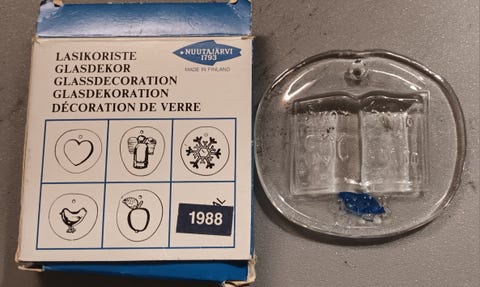 NUUTAJÄRVI
1793
MADE IN FINLAND
LASIKORISTE
GLASDEKOR
GLASSDECORATION
GLASDEKORATION
DÉCORATION DE VERRE
1988